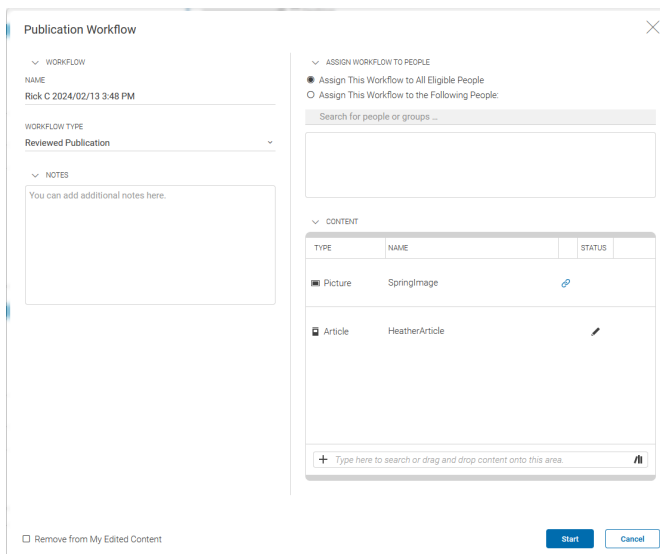 Publication Workflow
WORKFLOW
NAME
Rick C 2024/02/13 3:48 PM
WORKFLOW TYPE
Reviewed Publication
NOTES
You can add additional notes here.
ASSIGN WORKFLOW TO PEOPLE
Assign This Workflow to All Eligible People
Assign This Workflow to the Following People:
Search for people or groups ...
CONTENT
TYPE NAME STATUS
Picture SpringImage
Article HeatherArticle
Type here to search or drag and drop content onto this area.
Remove from My Edited Content
Start Cancel